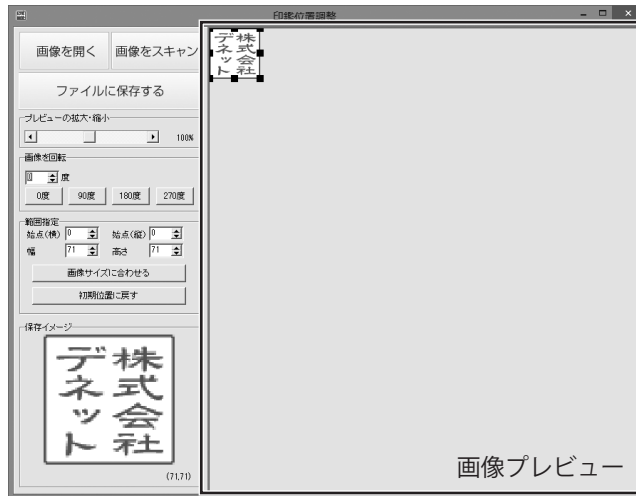 印鑑位置調整
画像を開く
画像をスキャン
ファイルに保存する
プレビューの拡大・縮小
100%
画像を回転
0 度
0度 90度 180度 270度
範囲指定
始点(横) 0 始点(縦) 0
幅 71 高さ 71
画像サイズに合わせる
初期位置に戻す
保存イメージ
株式会社
デネット
(71,71)
株式会社
デネット
画像プレビュー